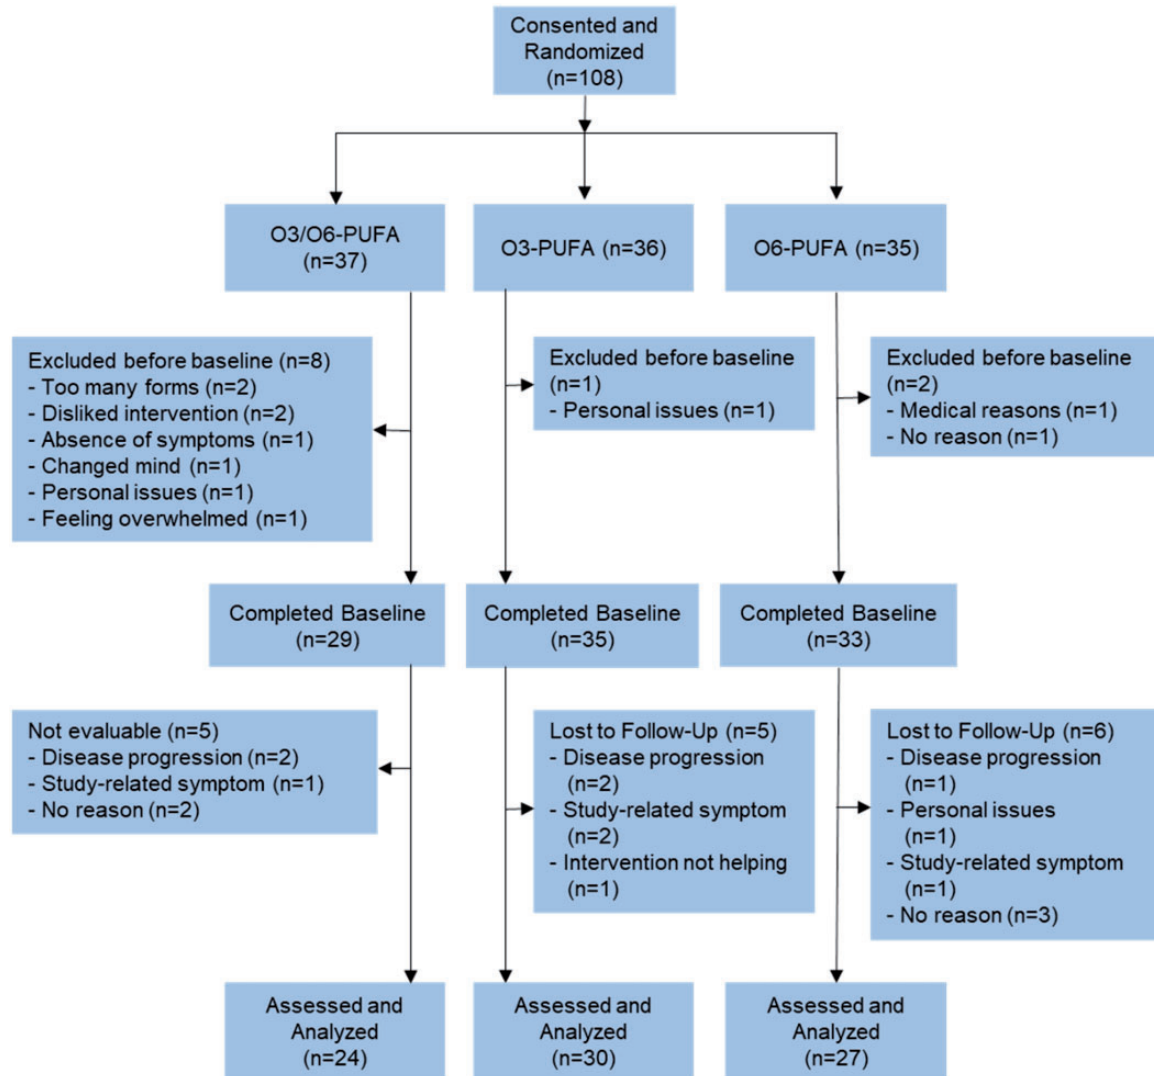 Consented and
Randomized
(n=108)
O3/O6-PUFA
(n=37)
O3-PUFA (n=36)
O6-PUFA (n=35)
Excluded before baseline (n=8)
- Too many forms (n=2)
- Disliked intervention (n=2)
- Absence of symptoms (n=1)
- Changed mind (n=1)
- Personal issues (n=1)
- Feeling overwhelmed (n=1)
Excluded before baseline
(n=1)
- Personal issues (n=1)
Excluded before baseline
(n=2)
- Medical reasons (n=1)
- No reason (n=1)
Completed Baseline
(n=29)
Completed Baseline
(n=35)
Completed Baseline
(n=33)
Not evaluable (n=5)
- Disease progression (n=2)
- Study-related symptom (n=1)
- No reason (n=2)
Lost to Follow-Up (n=5)
- Disease progression
(n=2)
- Study-related symptom
(n=2)
- Intervention not helping
(n=1)
Lost to Follow-Up (n=6)
- Disease progression
(n=1)
- Personal issues
(n=1)
- Study-related symptom
(n=1)
- No reason (n=3)
Assessed and
Analyzed
(n=24)
Assessed and
Analyzed
(n=30)
Assessed and
Analyzed
(n=27)